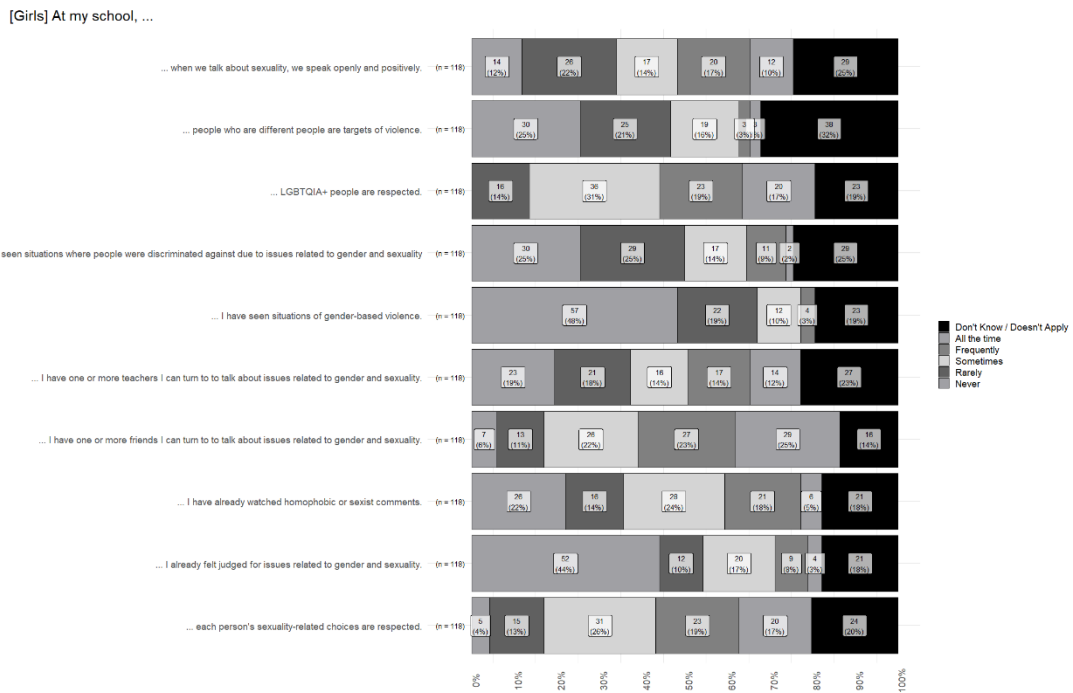 [Girls] At my school, ...
... when we talk about sexuality, we speak openly and positively. (n = 118)
14 26 17 20 12 29
(12%) (22%) (14%) (17%) (10%) (25%)
... people who are different people are targets of violence. (n = 118)
30 25 19 3 3 38
(25%) (21%) (16%) (3%) (32%)
... LGBTQIA+ people are respected. (n = 118)
16 36 23 20 23
(14%) (31%) (19%) (17%) (19%)
seen situations where people were discriminated against due to issues related to gender and sexuality (n = 118)
30 29 17 11 2 29
(25%) (25%) (14%) (9%) (2%) (25%)
... I have seen situations of gender-based violence. (n = 118)
57 22 12 4 23
(48%) (19%) (10%) (3%) (19%)
... I have one or more teachers I can turn to to talk about issues related to gender and sexuality. (n = 118)
23 21 16 17 14 27
(19%) (18%) (14%) (14%) (12%) (23%)
... I have one or more friends I can turn to to talk about issues related to gender and sexuality. (n = 118)
7 13 26 27 29 16
(6%) (11%) (22%) (23%) (25%) (14%)
... I have already watched homophobic or sexist comments. (n = 118)
26 16 28 21 6 21
(22%) (14%) (24%) (18%) (5%) (18%)
... I already felt judged for issues related to gender and sexuality. (n = 118)
52 12 20 9 4 21
(44%) (10%) (17%) (8%) (3%) (18%)
... each person's sexuality-related choices are respected. (n = 118)
5 15 31 23 20 24
(4%) (13%) (26%) (19%) (17%) (20%)
0% 10% 20% 30% 40% 50% 60% 70% 80% 90% 100%
Don't Know / Doesn't Apply
All the time
Frequently
Sometimes
Rarely
Never